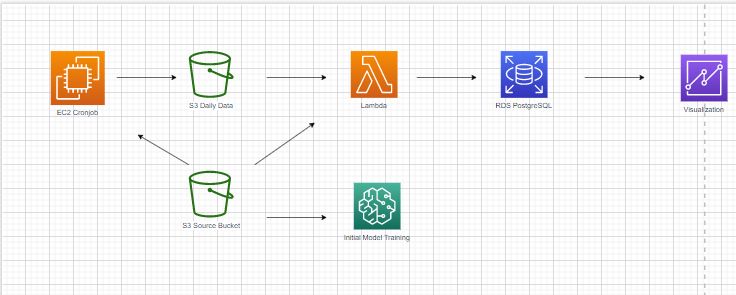 EC2 Cronjob
S3 Daily Data
Lambda
RDS PostgreSQL
Visualization
S3 Source Bucket
Initial Model Training